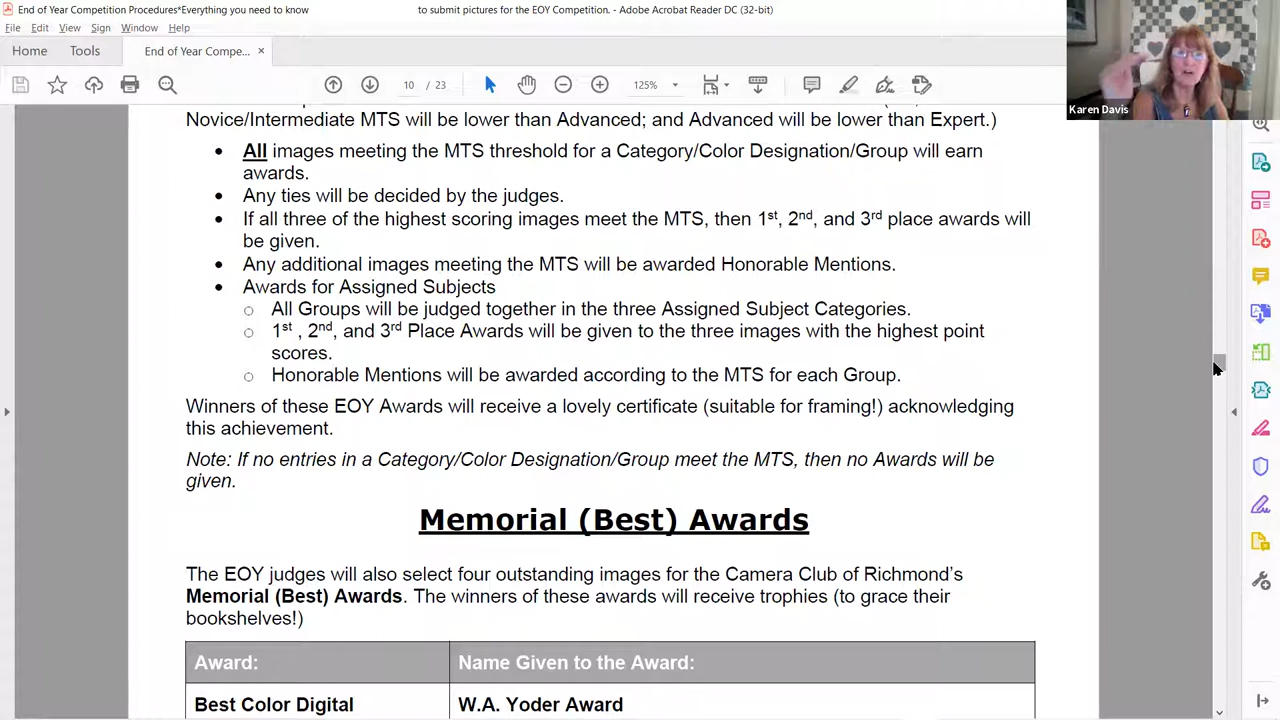 End of Year Competition Procedures*Everything you need to know to submit pictures for the EOY Competition. - Adobe Acrobat Reader DC (32-bit)
File Edit View Sign Window Help
Home Tools End of Year Compe... ×
10 / 23 125%
Karen Davis
Novice/Intermediate MTS will be lower than Advanced; and Advanced will be lower than Expert.)
• All images meeting the MTS threshold for a Category/Color Designation/Group will earn
awards.
• Any ties will be decided by the judges.
• If all three of the highest scoring images meet the MTS, then 1st, 2nd, and 3rd place awards will
be given.
• Any additional images meeting the MTS will be awarded Honorable Mentions.
• Awards for Assigned Subjects
○ All Groups will be judged together in the three Assigned Subject Categories.
○ 1st , 2nd, and 3rd Place Awards will be given to the three images with the highest point
scores.
○ Honorable Mentions will be awarded according to the MTS for each Group.
Winners of these EOY Awards will receive a lovely certificate (suitable for framing!) acknowledging
this achievement.
Note: If no entries in a Category/Color Designation/Group meet the MTS, then no Awards will be
given.
Memorial (Best) Awards
The EOY judges will also select four outstanding images for the Camera Club of Richmond's
Memorial (Best) Awards. The winners of these awards will receive trophies (to grace their
bookshelves!)
Award: Name Given to the Award:
Best Color Digital W.A. Yoder Award